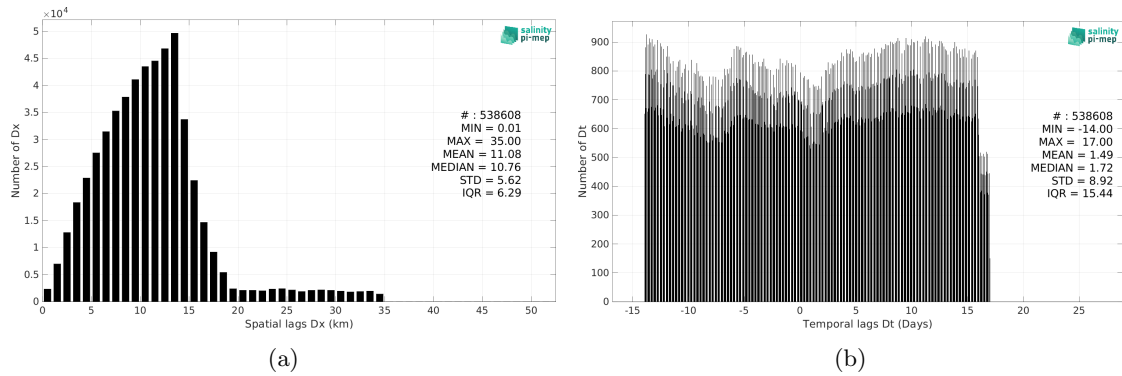 ×10⁴
5
4.5
4
3.5
3
2.5
2
1.5
1
0.5
0
Number of Dx
salinity
pi-mep
# : 538608
MIN = 0.01
MAX = 35.00
MEAN = 11.08
MEDIAN = 10.76
STD = 5.62
IQR = 6.29
0 5 10 15 20 25 30 35 40 45 50
Spatial lags Dx (km)
(a)
900
800
700
600
500
400
300
200
100
0
Number of Dt
salinity
pi-mep
# : 538608
MIN = -14.00
MAX = 17.00
MEAN = 1.49
MEDIAN = 1.72
STD = 8.92
IQR = 15.44
-15 -10 -5 0 5 10 15 20 25
Temporal lags Dt (Days)
(b)